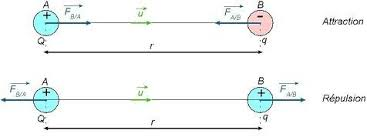 A
B
+
-
F B/A
u
F A/B
Attraction
Q
q
r
F B/A
A
B
F A/B
+
u
+
Répulsion
Q
q
r